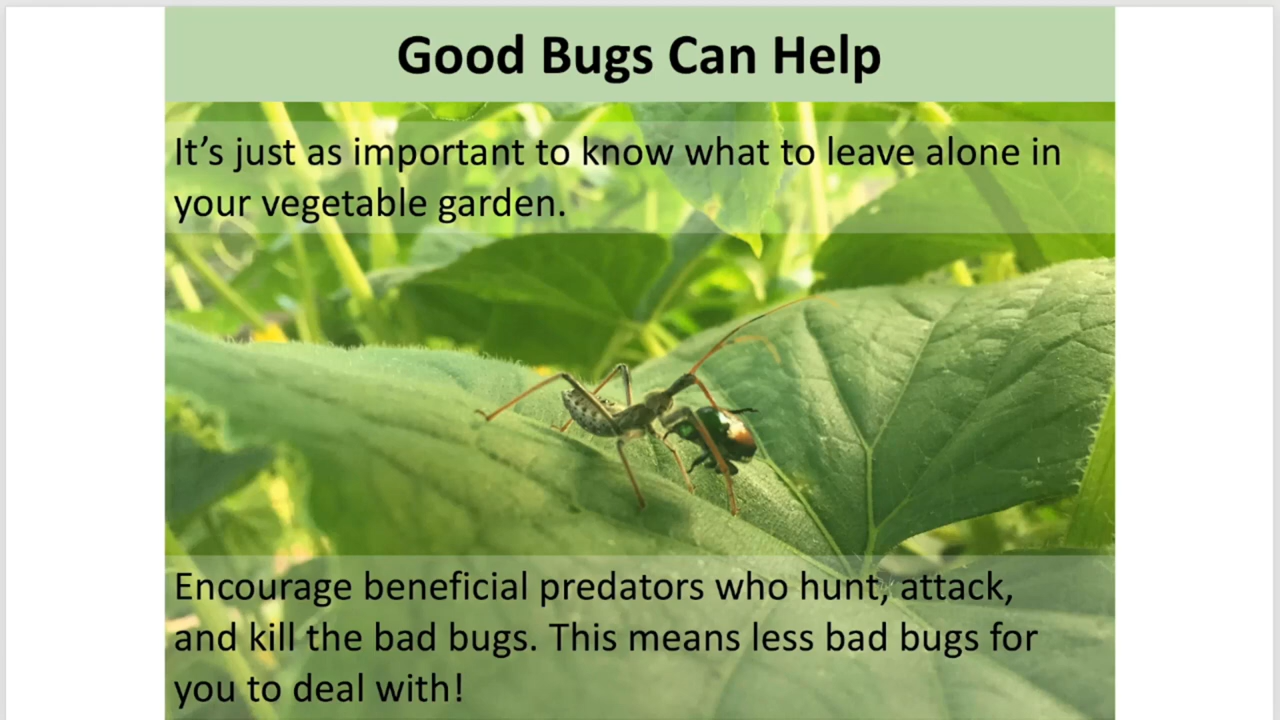 Good Bugs Can Help
It’s just as important to know what to leave alone in
your vegetable garden.
Encourage beneficial predators who hunt, attack,
and kill the bad bugs. This means less bad bugs for
you to deal with!